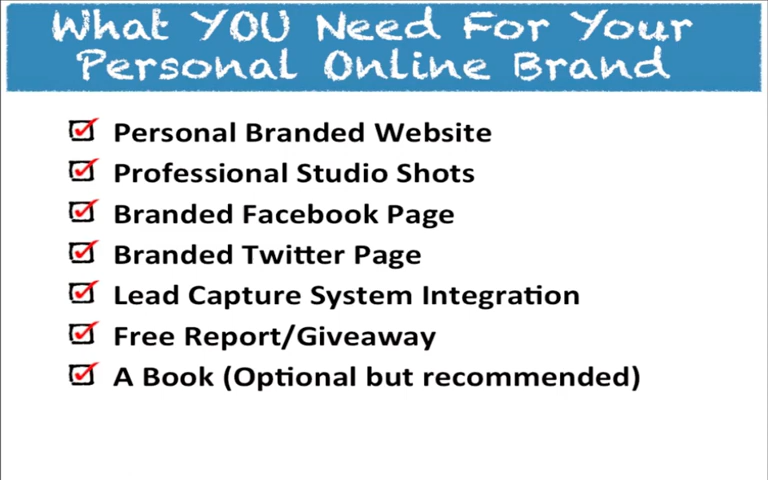 What YOU Need For Your
Personal Online Brand
Personal Branded Website
Professional Studio Shots
Branded Facebook Page
Branded Twitter Page
Lead Capture System Integration
Free Report/Giveaway
A Book (Optional but recommended)